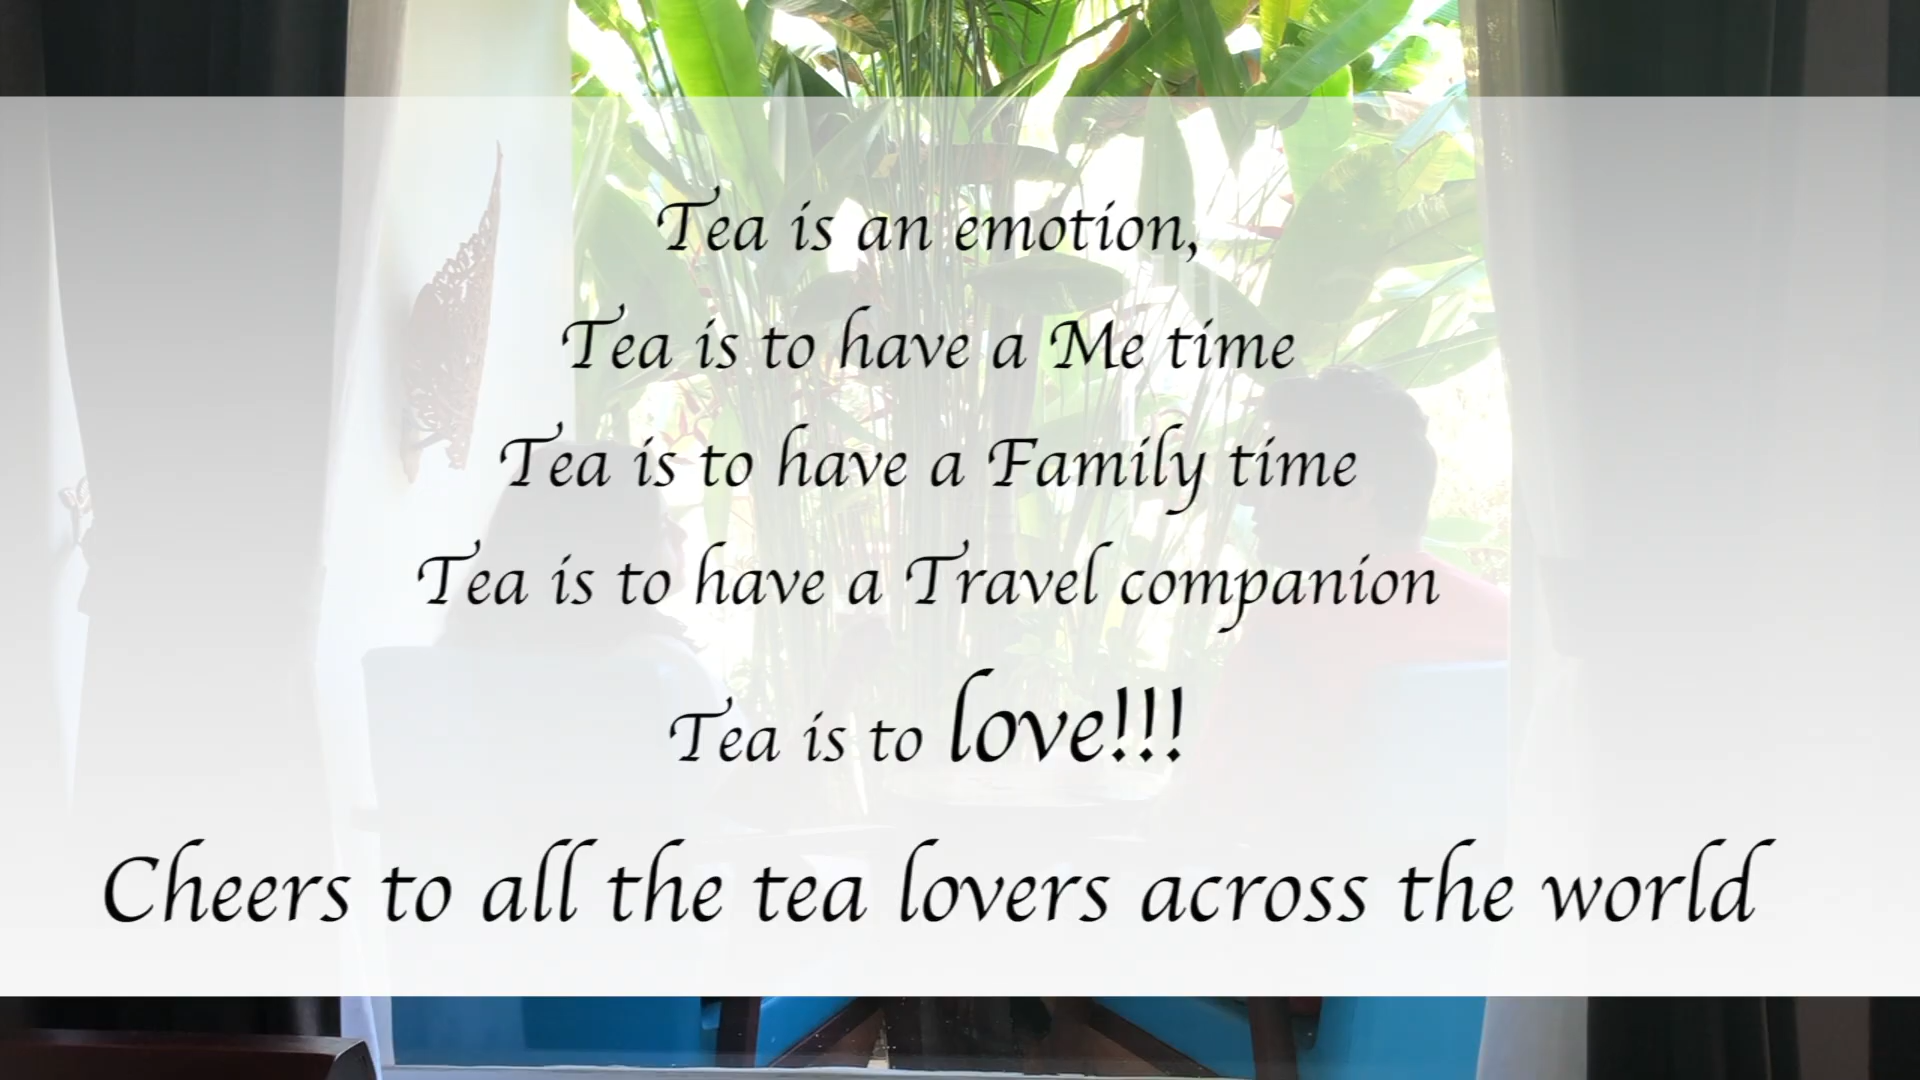 Tea is an emotion,
Tea is to have a Me time
Tea is to have a Family time
Tea is to have a Travel companion
Tea is to love!!!
Cheers to all the tea lovers across the world